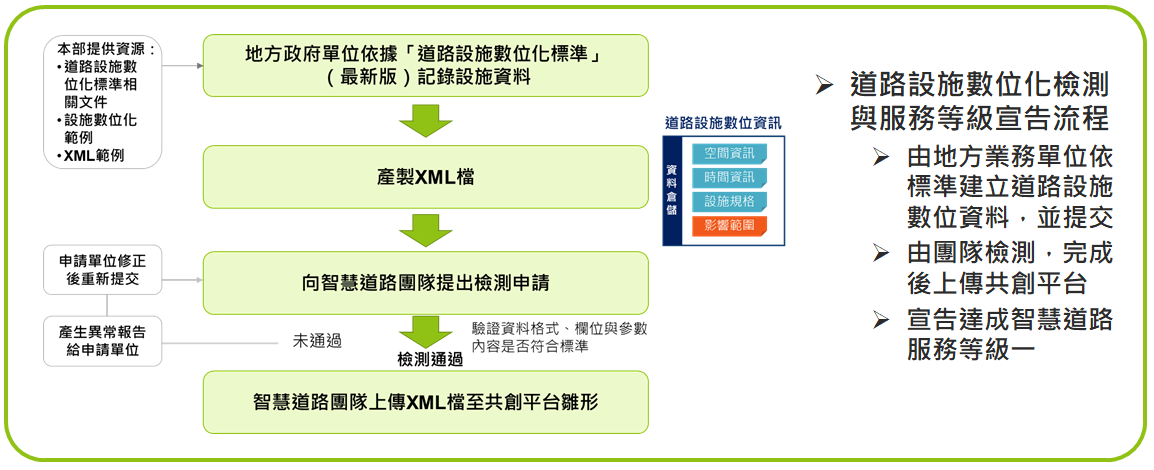 本部提供資源：
•道路設施數
位化標準相
關文件
•設施數位化
範例
•XML範例
地方政府單位依據「道路設施數位化標準」
（最新版）記錄設施資料
產製XML檔
道路設施數位資訊
資料倉儲
空間資訊
時間資訊
設施規格
影響範圍
申請單位修正
後重新提交
向智慧道路團隊提出檢測申請
產生異常報告
給申請單位
未通過
驗證資料格式、欄位與參數
內容是否符合標準
檢測通過
智慧道路團隊上傳XML檔至共創平台雛形
➢ 道路設施數位化檢測
與服務等級宣告流程
➢ 由地方業務單位依
標準建立道路設施
數位資料，並提交
➢ 由團隊檢測，完成
後上傳共創平台
➢ 宣告達成智慧道路
服務等級一